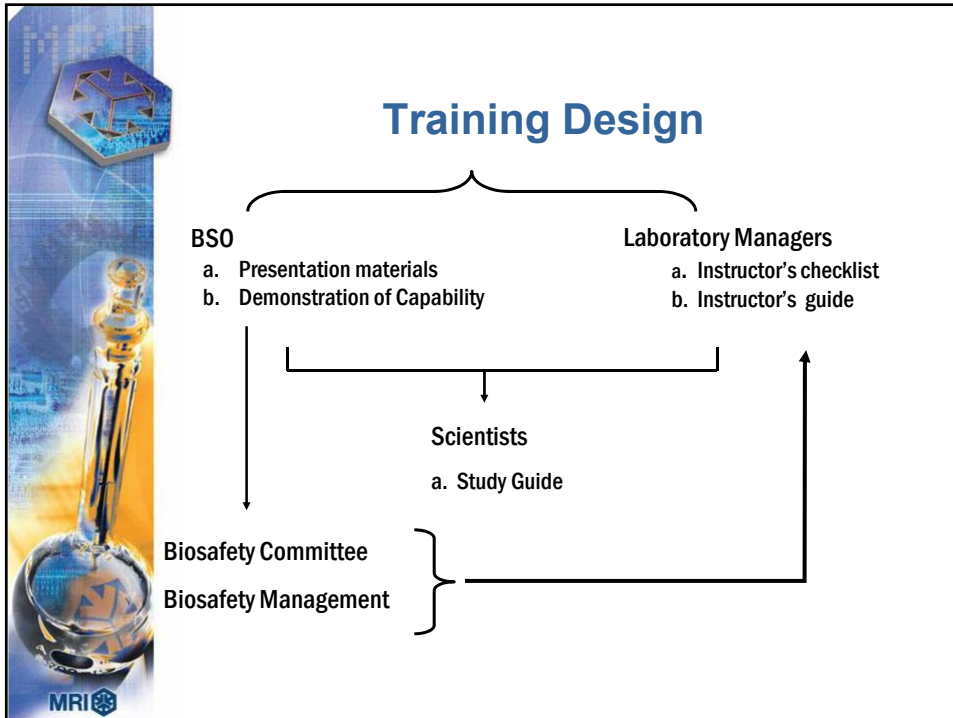 MRI
Training Design
BSO
a. Presentation materials
b. Demonstration of Capability
Laboratory Managers
a. Instructor's checklist
b. Instructor's guide
Scientists
a. Study Guide
Biosafety Committee
Biosafety Management
MRI